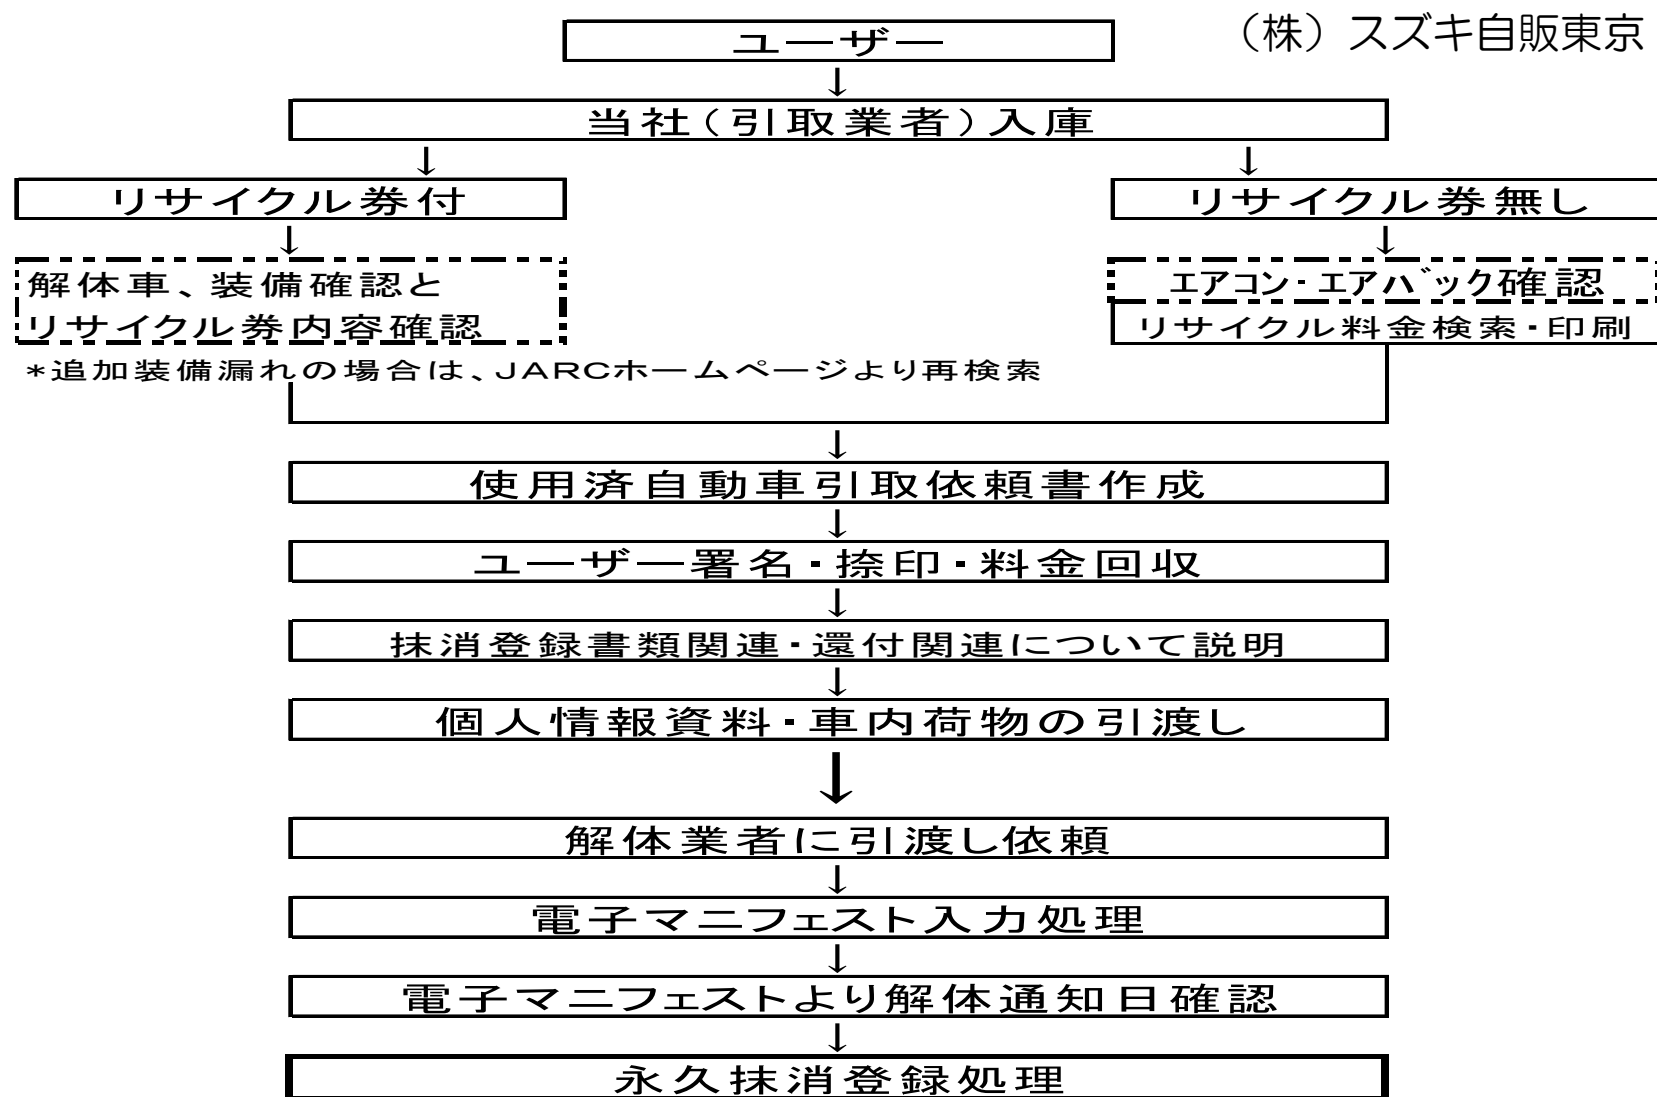 (株)スズキ自販東京
ユーザー
↓
当社(引取業者)入庫
↓ ↓
リサイクル券付 リサイクル券無し
↓ ↓
解体車、装備確認と
リサイクル券内容確認
エアコン・エアバック確認
リサイクル料金検索・印刷
*追加装備漏れの場合は、JARCホームページより再検索
↓
使用済自動車引取依頼書作成
↓
ユーザー署名・捺印・料金回収
↓
抹消登録書類関連・還付関連について説明
↓
個人情報資料・車内荷物の引渡し
↓
解体業者に引渡し依頼
↓
電子マニフェスト入力処理
↓
電子マニフェストより解体通知日確認
↓
永久抹消登録処理